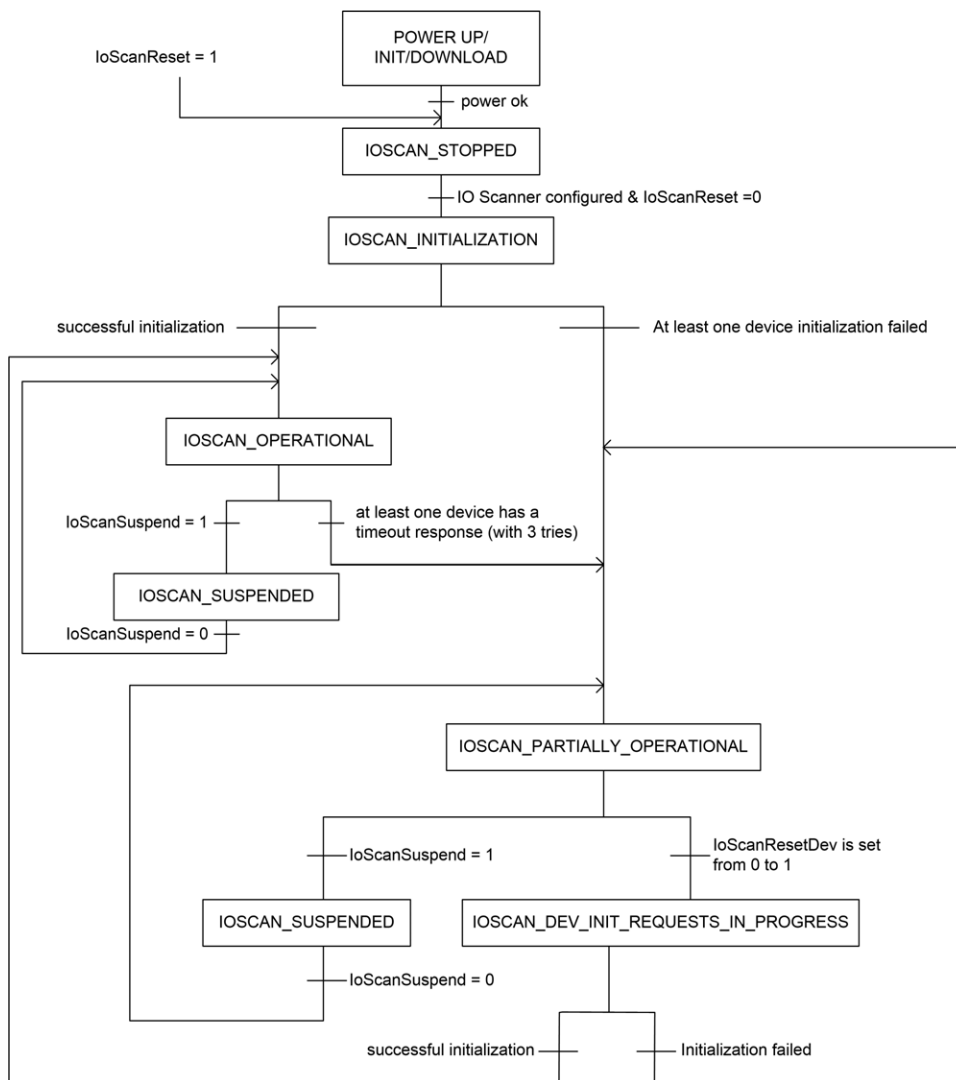 POWER UP/
INIT/DOWNLOAD
IoScanReset = 1
power ok
IOSCAN_STOPPED
IO Scanner configured & IoScanReset =0
IOSCAN_INITIALIZATION
successful initialization
At least one device initialization failed
IOSCAN_OPERATIONAL
IoScanSuspend = 1
at least one device has a
timeout response (with 3 tries)
IOSCAN_SUSPENDED
IoScanSuspend = 0
IOSCAN_PARTIALLY_OPERATIONAL
IoScanSuspend = 1
IoScanResetDev is set
from 0 to 1
IOSCAN_SUSPENDED
IOSCAN_DEV_INIT_REQUESTS_IN_PROGRESS
IoScanSuspend = 0
successful initialization
Initialization failed